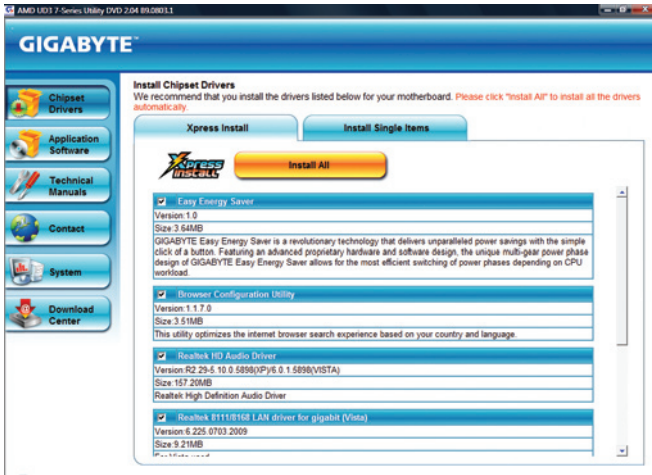 AMD UD3 7-Series Utility DVD 2.04 B9.0803.1
GIGABYTE™
Chipset
Drivers
Application
Software
Technical
Manuals
Contact
System
Download
Center
Install Chipset Drivers
We recommend that you install the drivers listed below for your motherboard. Please click "Install All" to install all the drivers
automatically.
Xpress Install
Install Single Items
Xpress
Install
Install All
Easy Energy Saver
Version:1.0
Size:3.64MB
GIGABYTE Easy Energy Saver is a revolutionary technology that delivers unparalleled power savings with the simple
click of a button. Featuring an advanced proprietary hardware and software design, the unique multi-gear power phase
design of GIGABYTE Easy Energy Saver allows for the most efficient switching of power phases depending on CPU
workload.
Browser Configuration Utility
Version:1.1.7.0
Size:3.51MB
This utility optimizes the internet browser search experience based on your country and language.
Realtek HD Audio Driver
Version:R2.29-5.10.0.5898(XP)/6.0.1.5898(VISTA)
Size:157.20MB
Realtek High Definition Audio Driver
Realtek 8111/8168 LAN driver for gigabit (Vista)
Version:6.225.0703.2009
Size:9.21MB